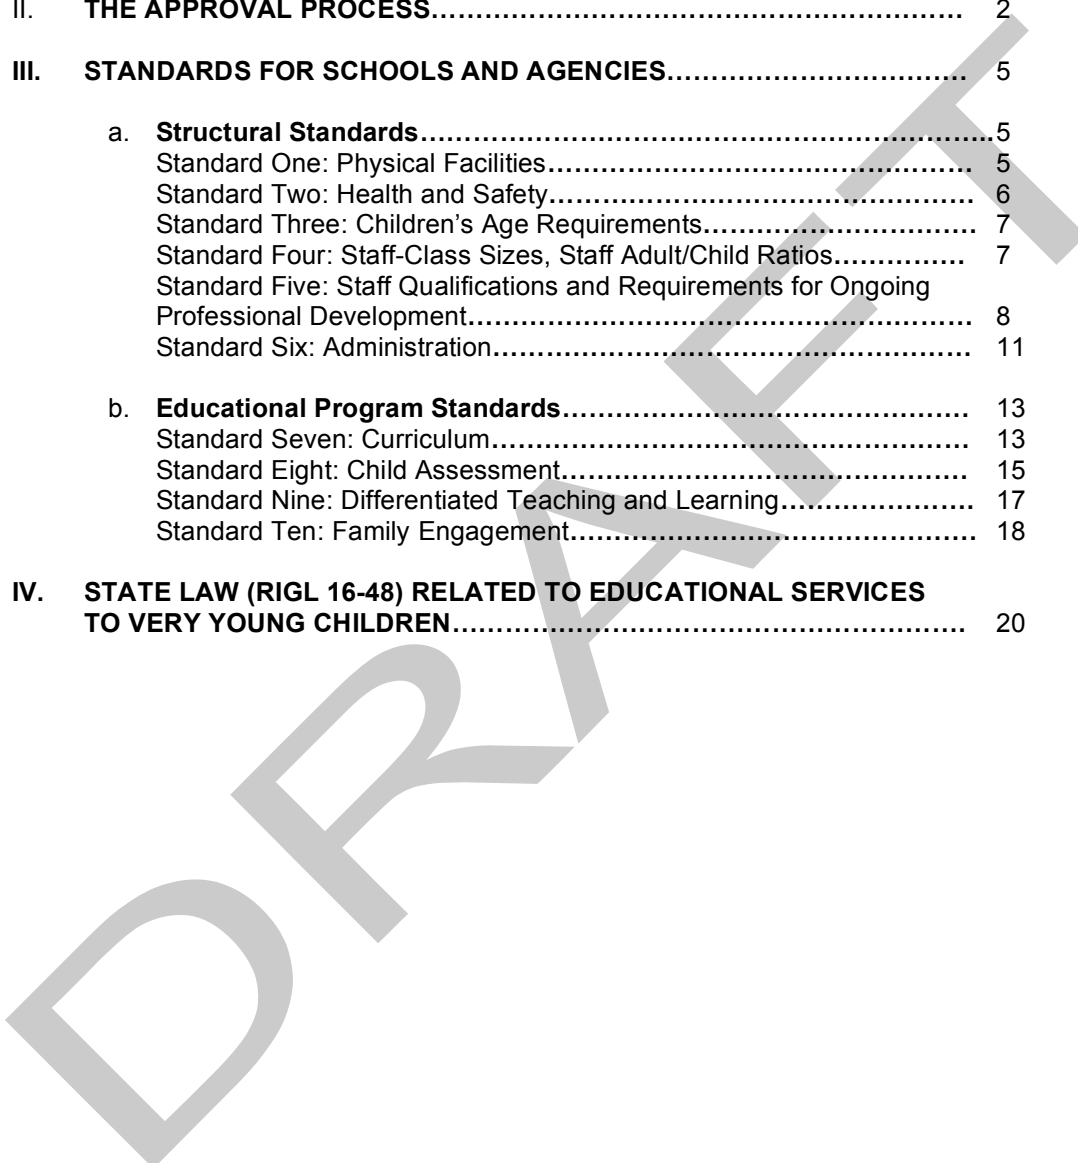 II. THE APPROVAL PROCESS…………………………………………………………… 2
III. STANDARDS FOR SCHOOLS AND AGENCIES………………………………… 5
a. Structural Standards…………………………………………………………………5
Standard One: Physical Facilities……………………………………………… 5
Standard Two: Health and Safety……………………………………………… 6
Standard Three: Children’s Age Requirements……………………………. 7
Standard Four: Staff-Class Sizes, Staff Adult/Child Ratios…………… 7
Standard Five: Staff Qualifications and Requirements for Ongoing
Professional Development……………………………………………………… 8
Standard Six: Administration…………………………………………………… 11
b. Educational Program Standards……………………………………………… 13
Standard Seven: Curriculum…………………………………………………… 13
Standard Eight: Child Assessment…………………………………………… 15
Standard Nine: Differentiated Teaching and Learning…………………. 17
Standard Ten: Family Engagement……………………………………………. 18
IV. STATE LAW (RIGL 16-48) RELATED TO EDUCATIONAL SERVICES
TO VERY YOUNG CHILDREN………………………………………………………… 20
DRAFT